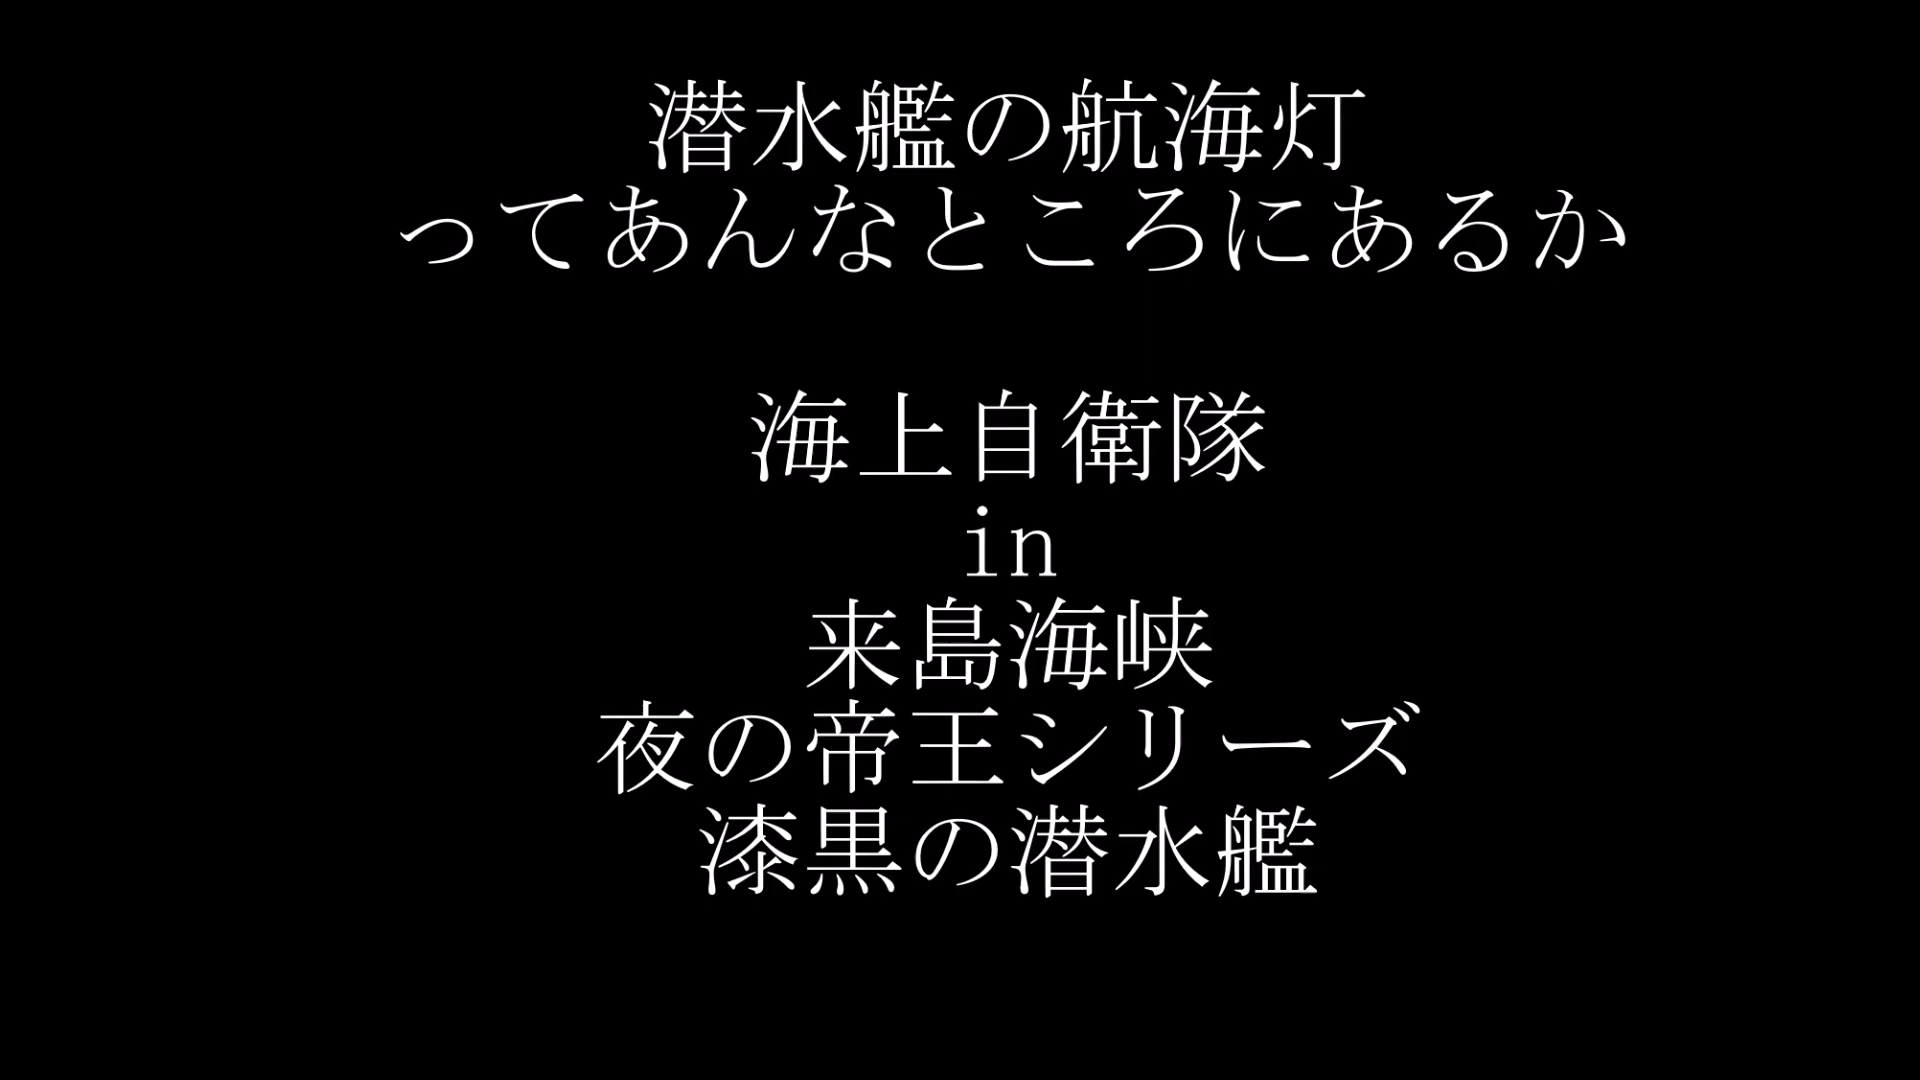 潜水艦の航海灯
ってあんなところにあるか
海上自衛隊
in
来島海峡
夜の帝王シリーズ
漆黒の潜水艦